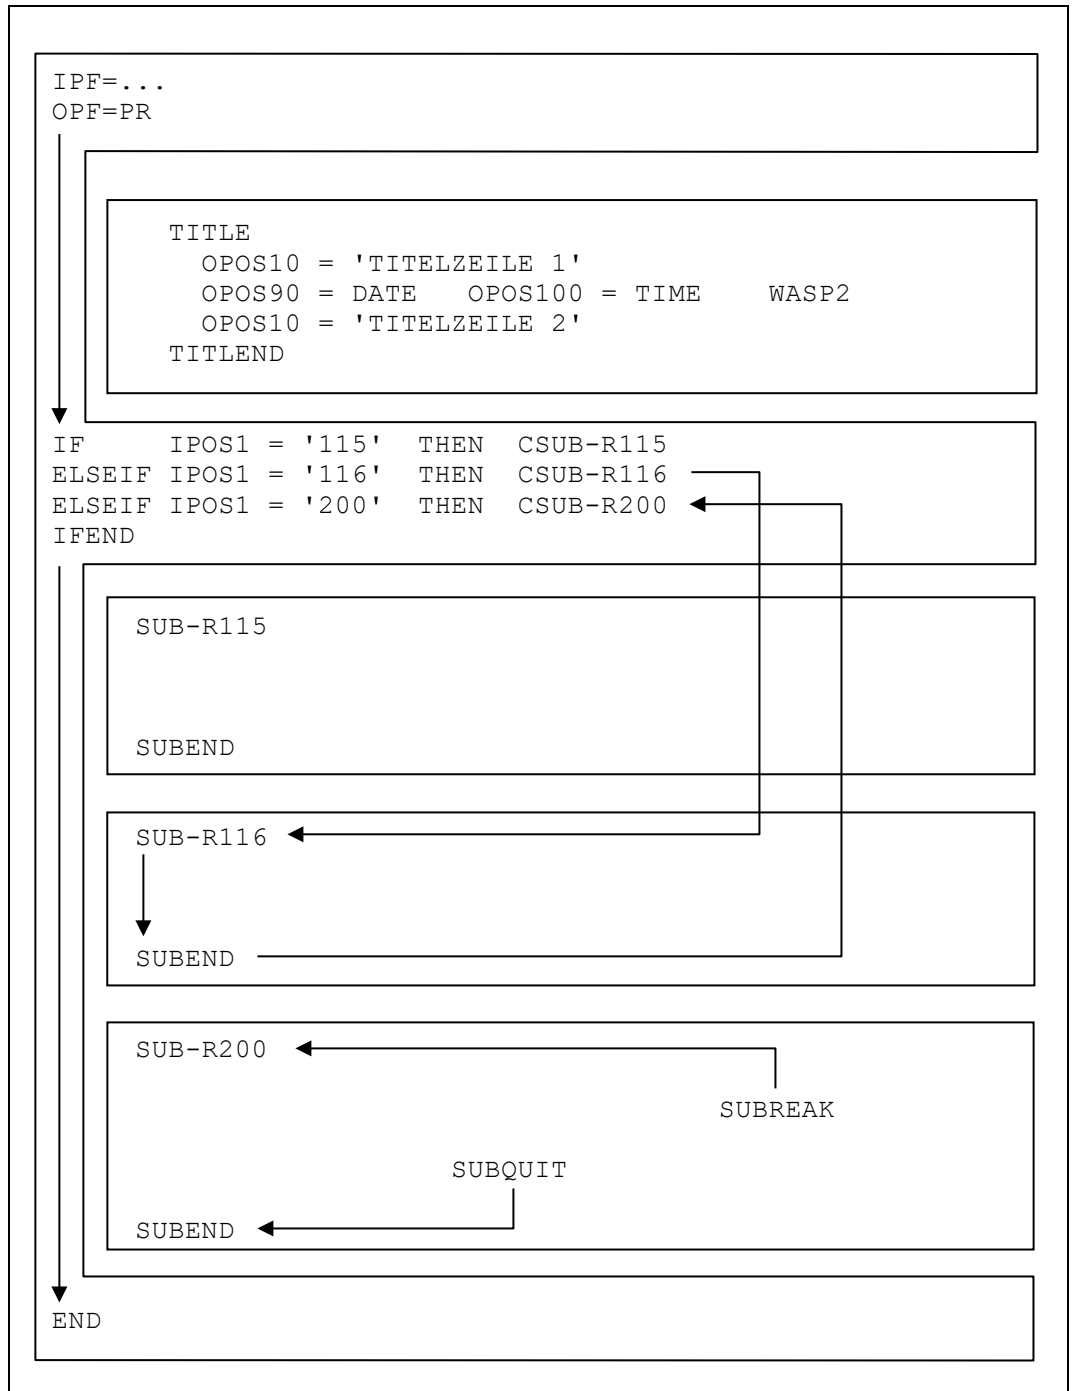 IPF=...
OPF=PR
TITLE
OPOS10 = 'TITELZEILE 1'
OPOS90 = DATE OPOS100 = TIME WASP2
OPOS10 = 'TITELZEILE 2'
TITLEND
IF IPOS1 = '115' THEN CSUB-R115
ELSEIF IPOS1 = '116' THEN CSUB-R116
ELSEIF IPOS1 = '200' THEN CSUB-R200
IFEND
SUB-R115
SUBEND
SUB-R116
SUBEND
SUB-R200
SUBREAK
SUBQUIT
SUBEND
END